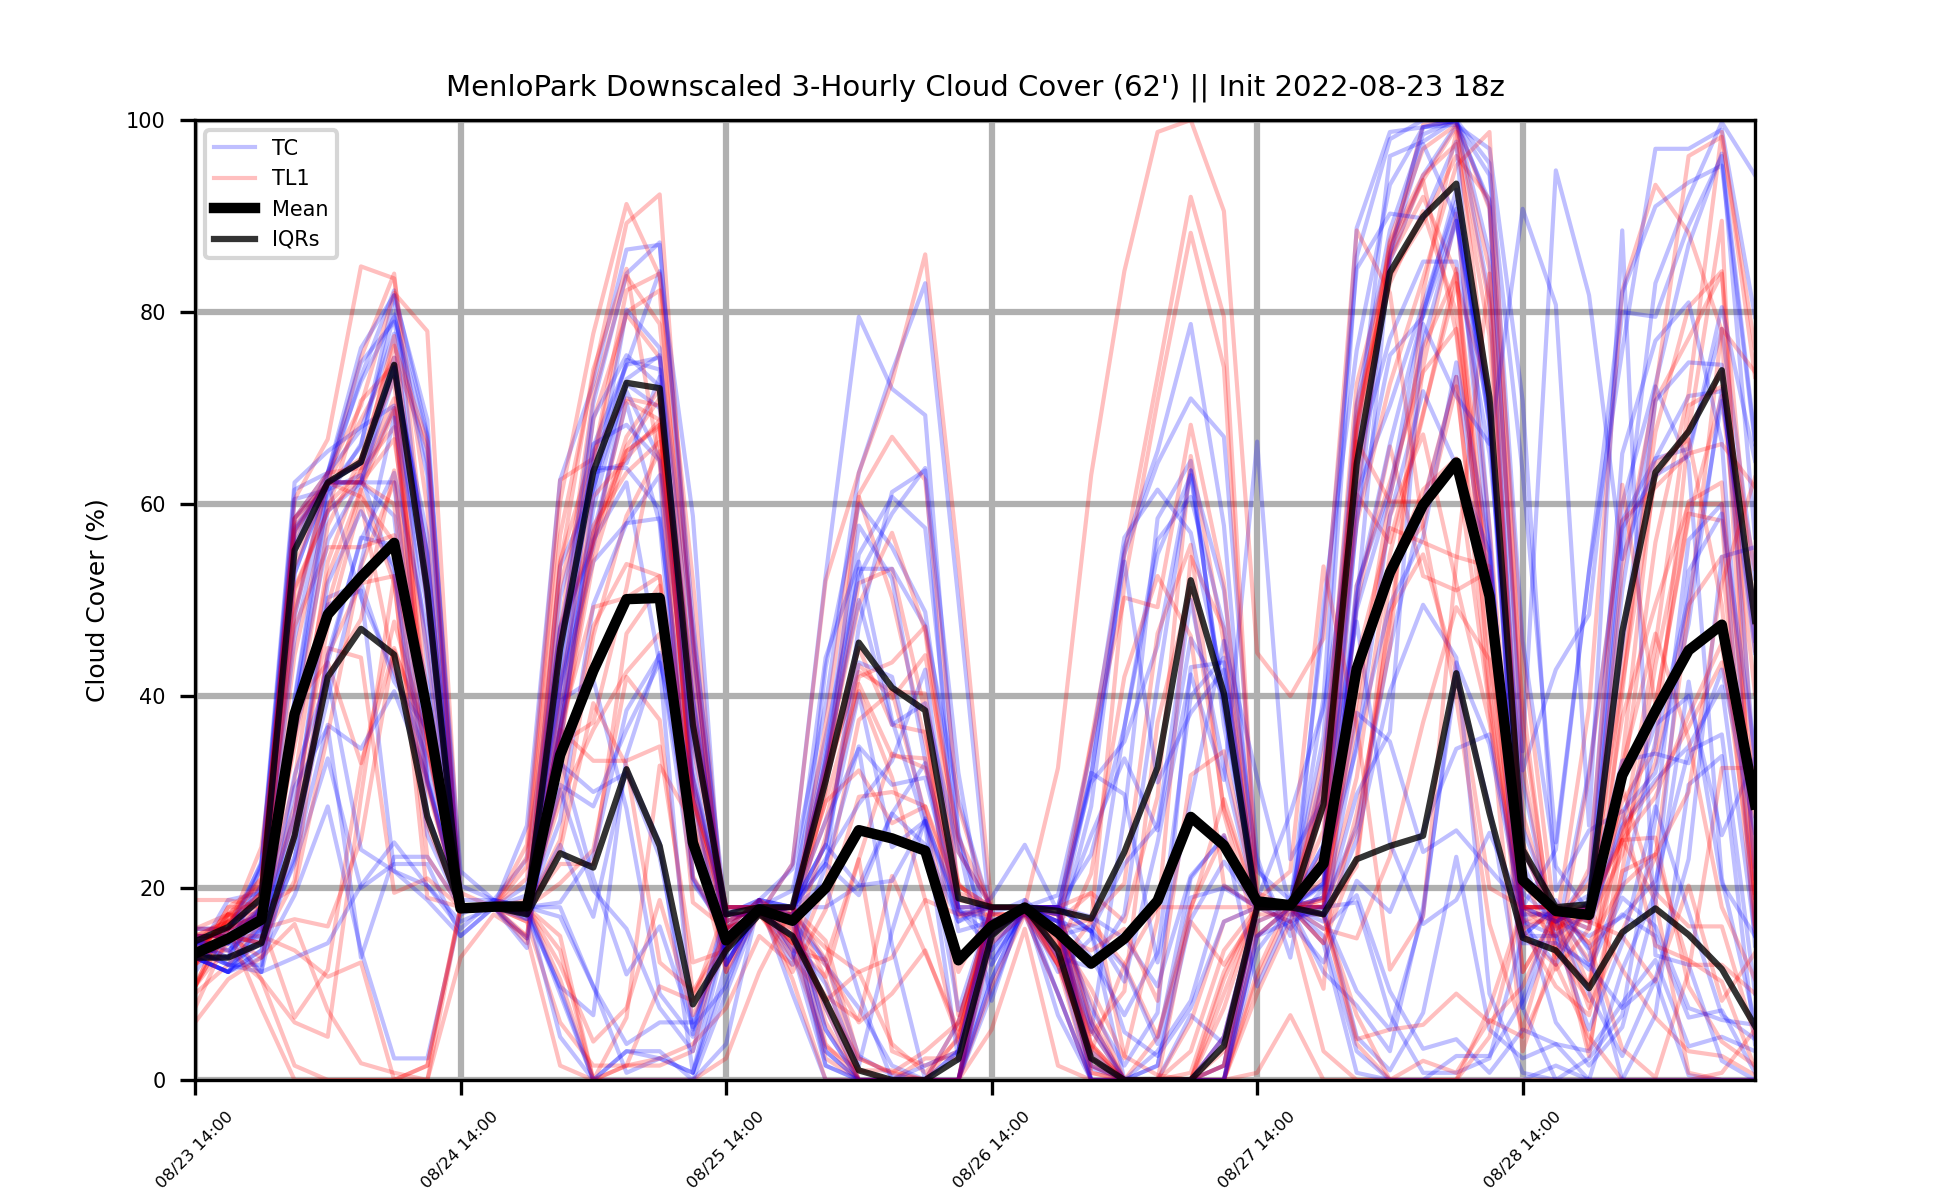 MenloPark Downscaled 3-Hourly Cloud Cover (62') || Init 2022-08-23 18z
Cloud Cover (%)
100
80
60
40
20
0
TC
TL1
Mean
IQRs
08/23 14:00
08/24 14:00
08/25 14:00
08/26 14:00
08/27 14:00
08/28 14:00